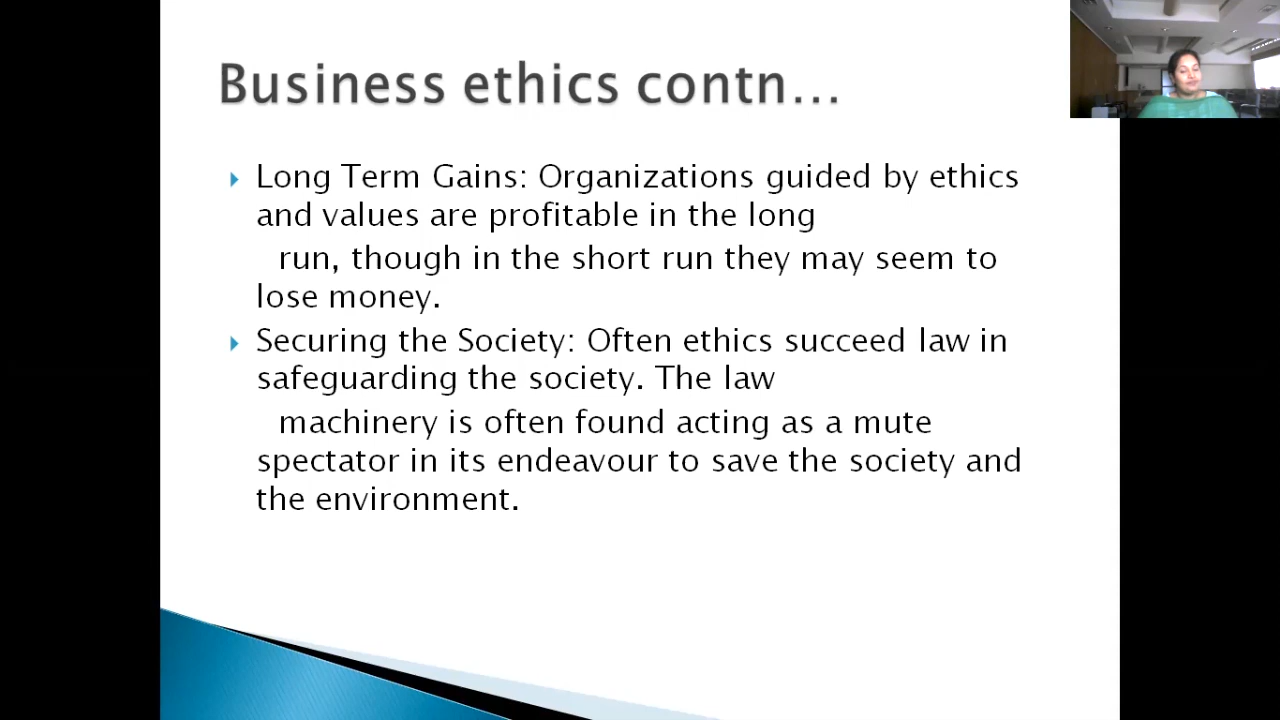 Business ethics contn...
Long Term Gains: Organizations guided by ethics
and values are profitable in the long
run, though in the short run they may seem to
lose money.
Securing the Society: Often ethics succeed law in
safeguarding the society. The law
machinery is often found acting as a mute
spectator in its endeavour to save the society and
the environment.